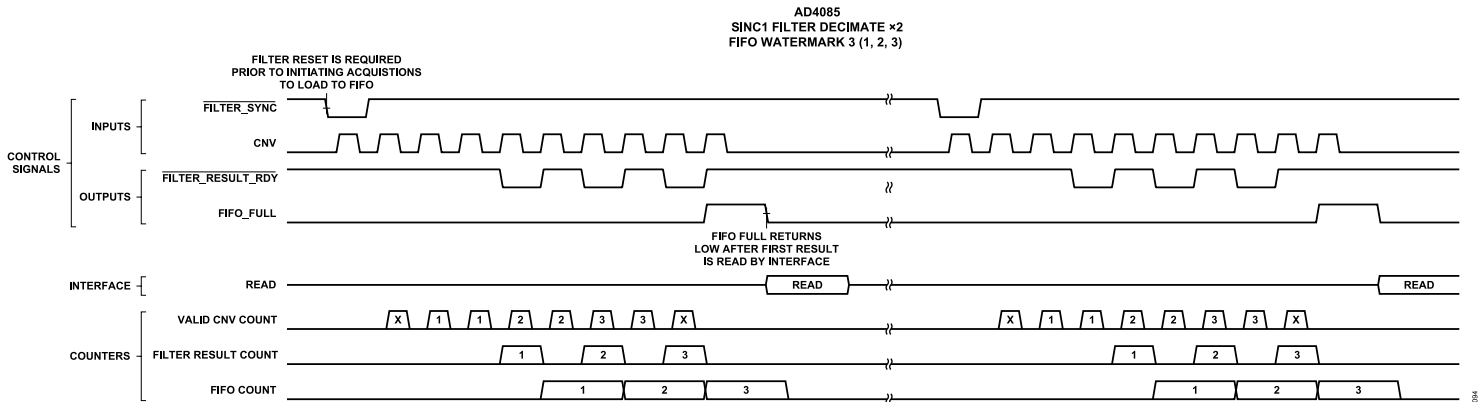 AD4085
SINC1 FILTER DECIMATE ×2
FIFO WATERMARK 3 (1, 2, 3)
FILTER RESET IS REQUIRED
PRIOR TO INITIATING ACQUISTIONS
TO LOAD TO FIFO
CONTROL
SIGNALS
INPUTS
FILTER_SYNC
CNV
OUTPUTS
FILTER_RESULT_RDY
FIFO_FULL
FIFO FULL RETURNS
LOW AFTER FIRST RESULT
IS READ BY INTERFACE
INTERFACE
READ
READ
READ
COUNTERS
VALID CNV COUNT
X 1 1 2 2 3 3 X X 1 1 2 2 3 3 X
FILTER RESULT COUNT
1 2 3 1 2 3
FIFO COUNT
1 2 3 1 2 3
094